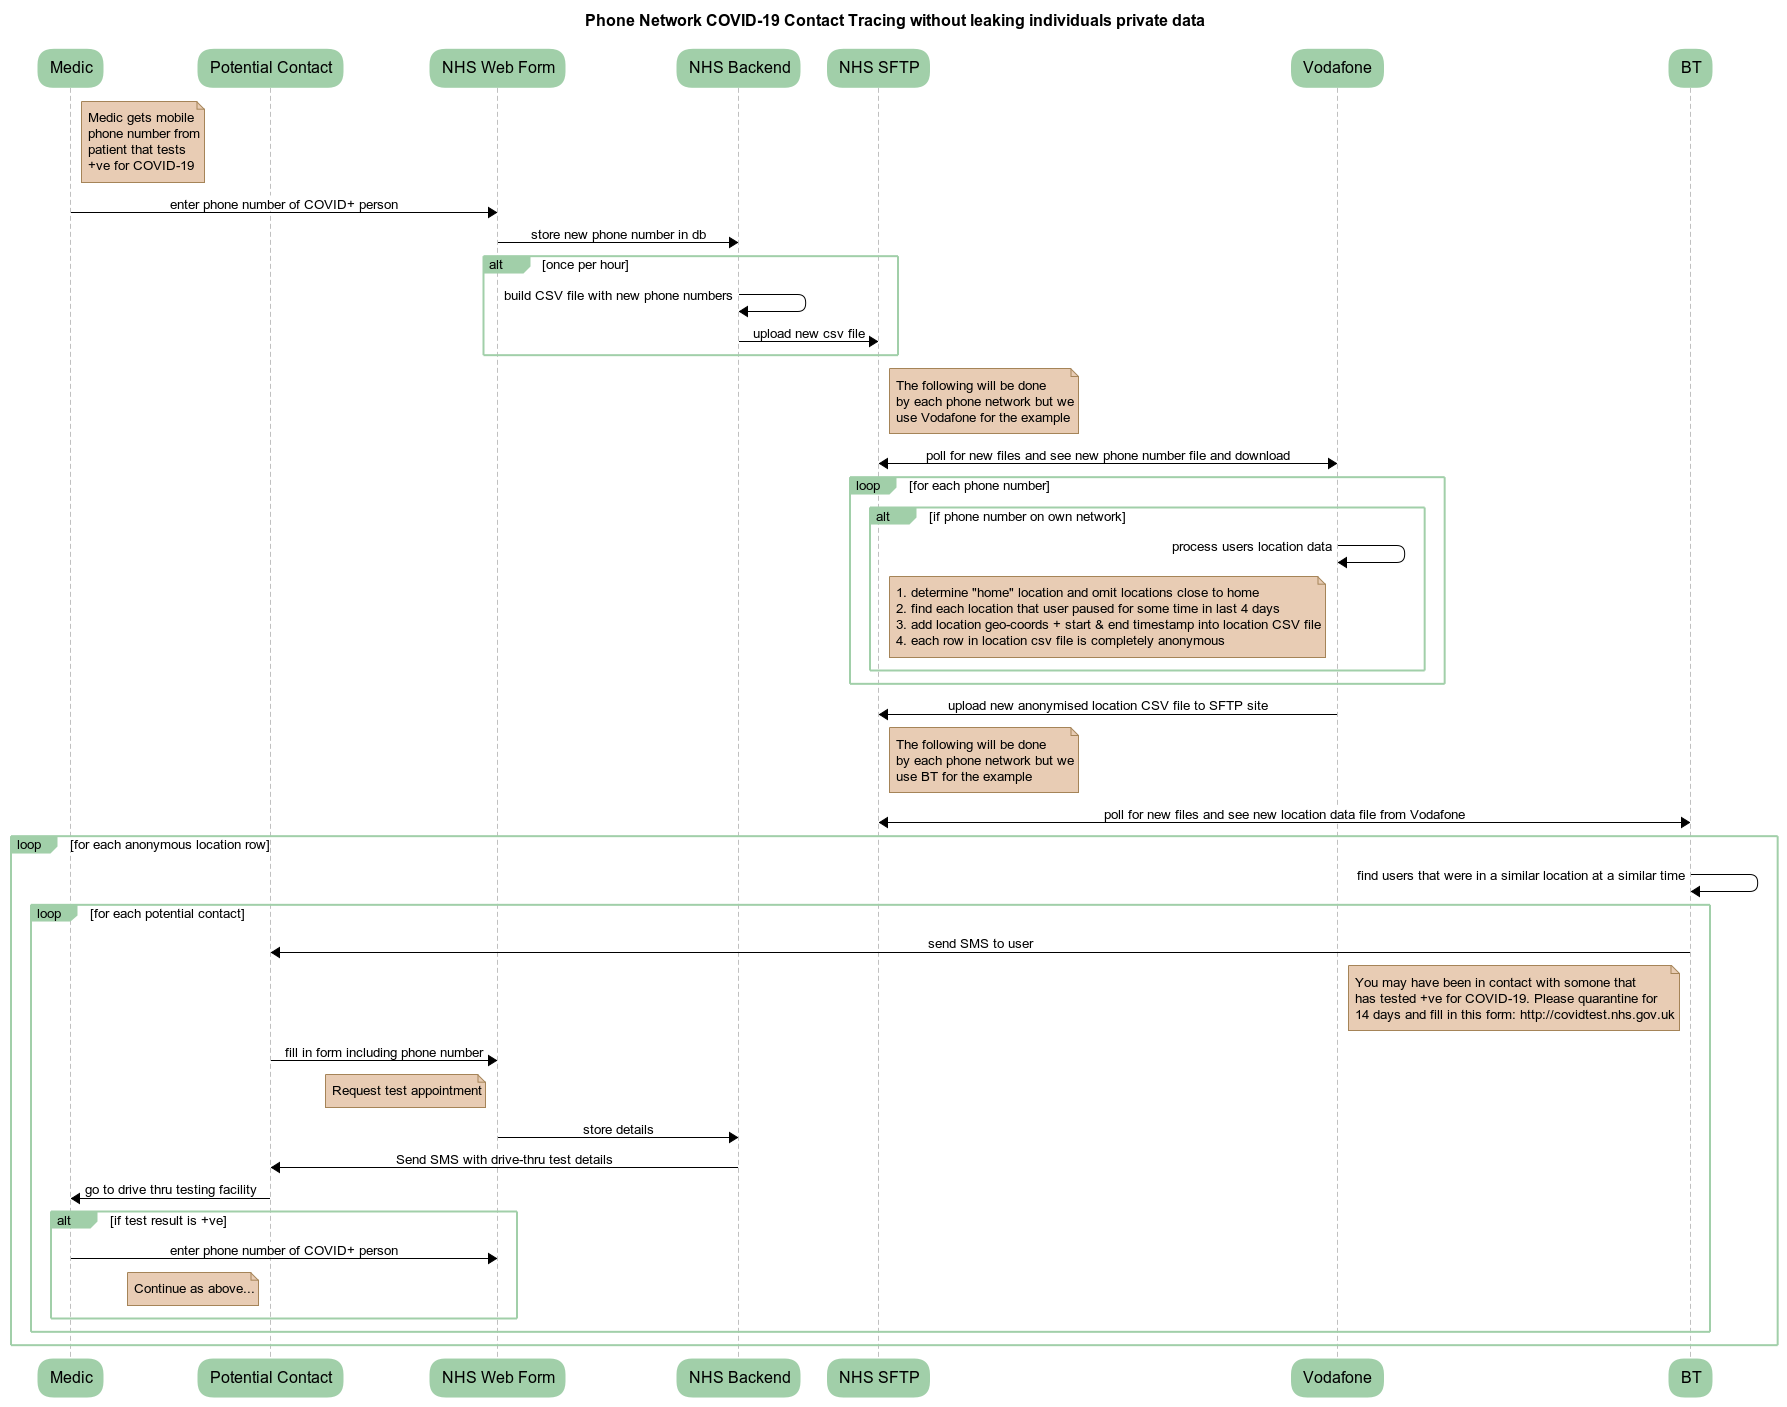 Phone Network COVID-19 Contact Tracing without leaking individuals private data
Medic
Potential Contact
NHS Web Form
NHS Backend
NHS SFTP
Vodafone
BT
Medic gets mobile
phone number from
patient that tests
+ve for COVID-19
enter phone number of COVID+ person
store new phone number in db
alt
[once per hour]
build CSV file with new phone numbers
upload new csv file
The following will be done
by each phone network but we
use Vodafone for the example
poll for new files and see new phone number file and download
loop
[for each phone number]
alt
[if phone number on own network]
process users location data
1. determine "home" location and omit locations close to home
2. find each location that user paused for some time in last 4 days
3. add location geo-coords + start & end timestamp into location CSV file
4. each row in location csv file is completely anonymous
upload new anonymised location CSV file to SFTP site
The following will be done
by each phone network but we
use BT for the example
poll for new files and see new location data file from Vodafone
loop
[for each anonymous location row]
find users that were in a similar location at a similar time
loop
[for each potential contact]
send SMS to user
You may have been in contact with somone that
has tested +ve for COVID-19. Please quarantine for
14 days and fill in this form: http://covidtest.nhs.gov.uk
fill in form including phone number
Request test appointment
store details
Send SMS with drive-thru test details
go to drive thru testing facility
alt
[if test result is +ve]
enter phone number of COVID+ person
Continue as above...
Medic
Potential Contact
NHS Web Form
NHS Backend
NHS SFTP
Vodafone
BT